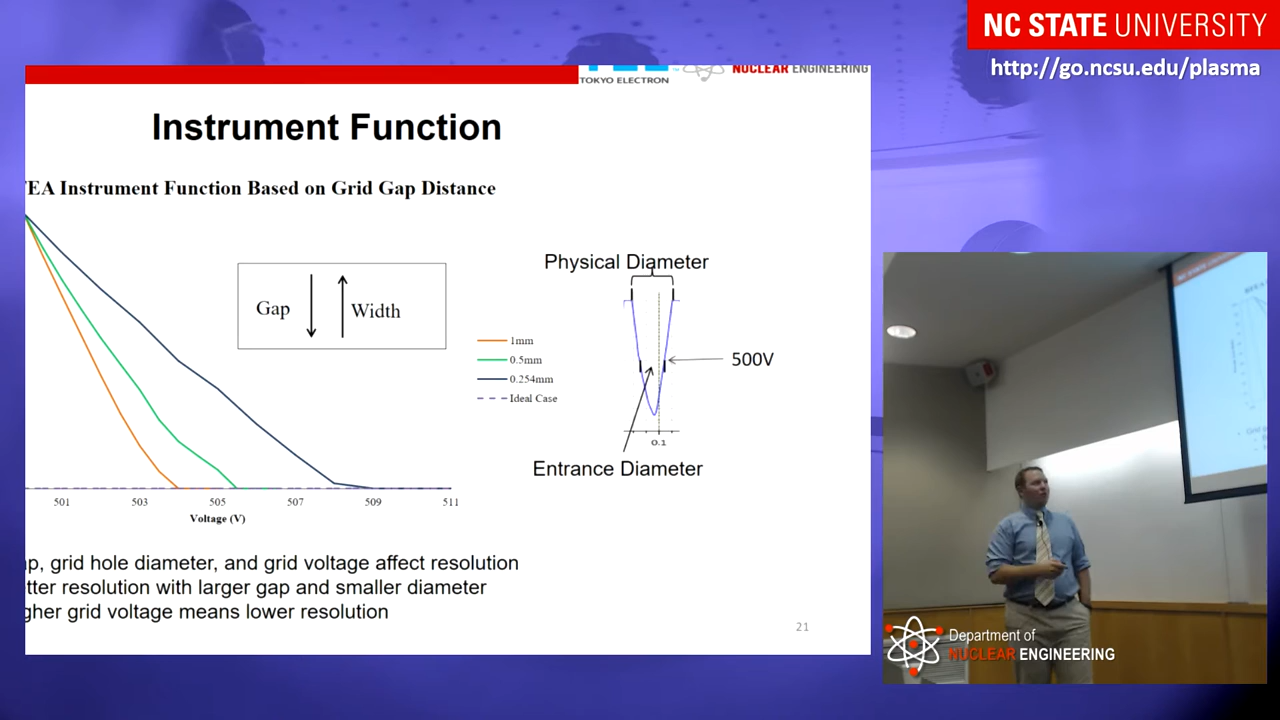 NC STATE UNIVERSITY
http://go.ncsu.edu/plasma
TOKYO ELECTRON
NUCLEAR ENGINEERING
Instrument Function
EA Instrument Function Based on Grid Gap Distance
Physical Diameter
Gap
Width
1mm
0.5mm
0.254mm
Ideal Case
500V
0.1
Entrance Diameter
501
503
505
507
509
511
Voltage (V)
p, grid hole diameter, and grid voltage affect resolution
tter resolution with larger gap and smaller diameter
gher grid voltage means lower resolution
21
Department of
NUCLEAR ENGINEERING